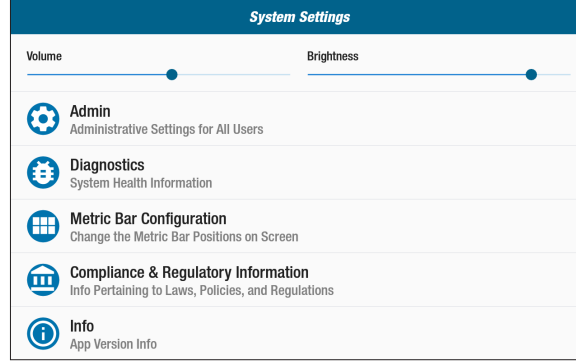 System Settings
Volume Brightness
Admin
Administrative Settings for All Users
Diagnostics
System Health Information
Metric Bar Configuration
Change the Metric Bar Positions on Screen
Compliance & Regulatory Information
Info Pertaining to Laws, Policies, and Regulations
Info
App Version Info